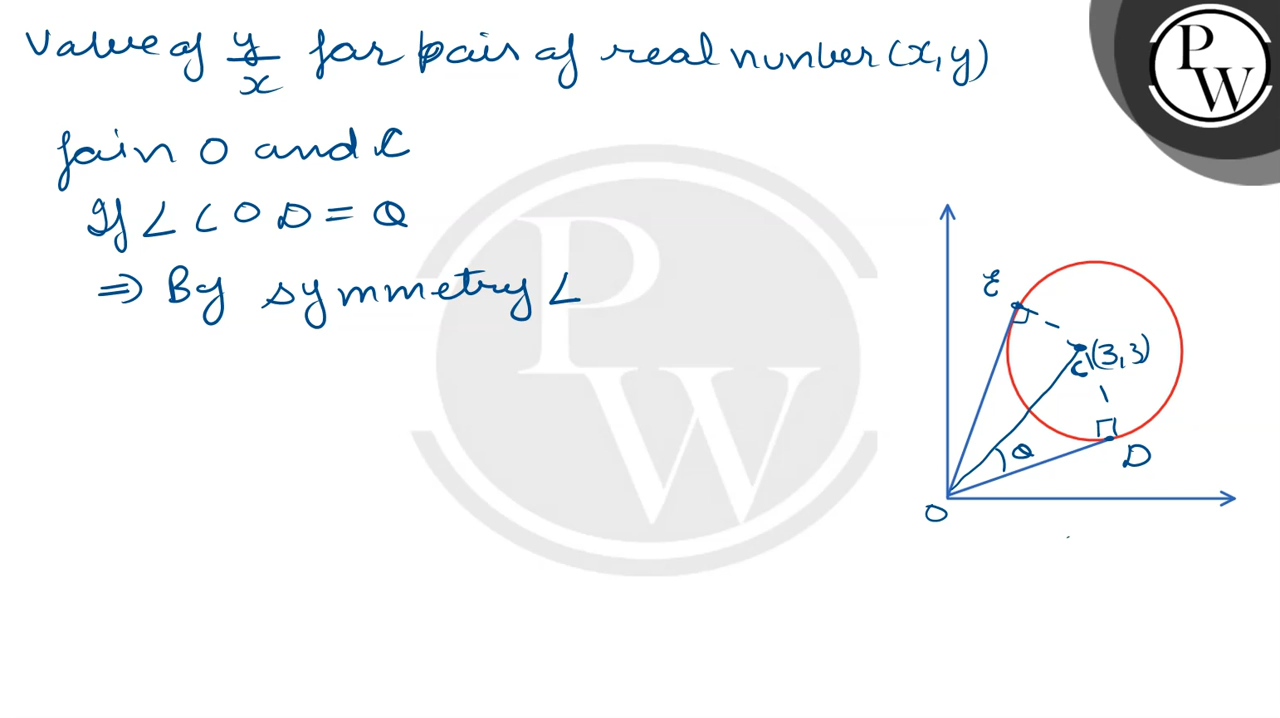 Value of y/x for pair of real number (x, y)
Join O and C
If ∠COD = θ
⇒ By symmetry ∠
E
C(3, 3)
θ
D
O
P
W
P
W